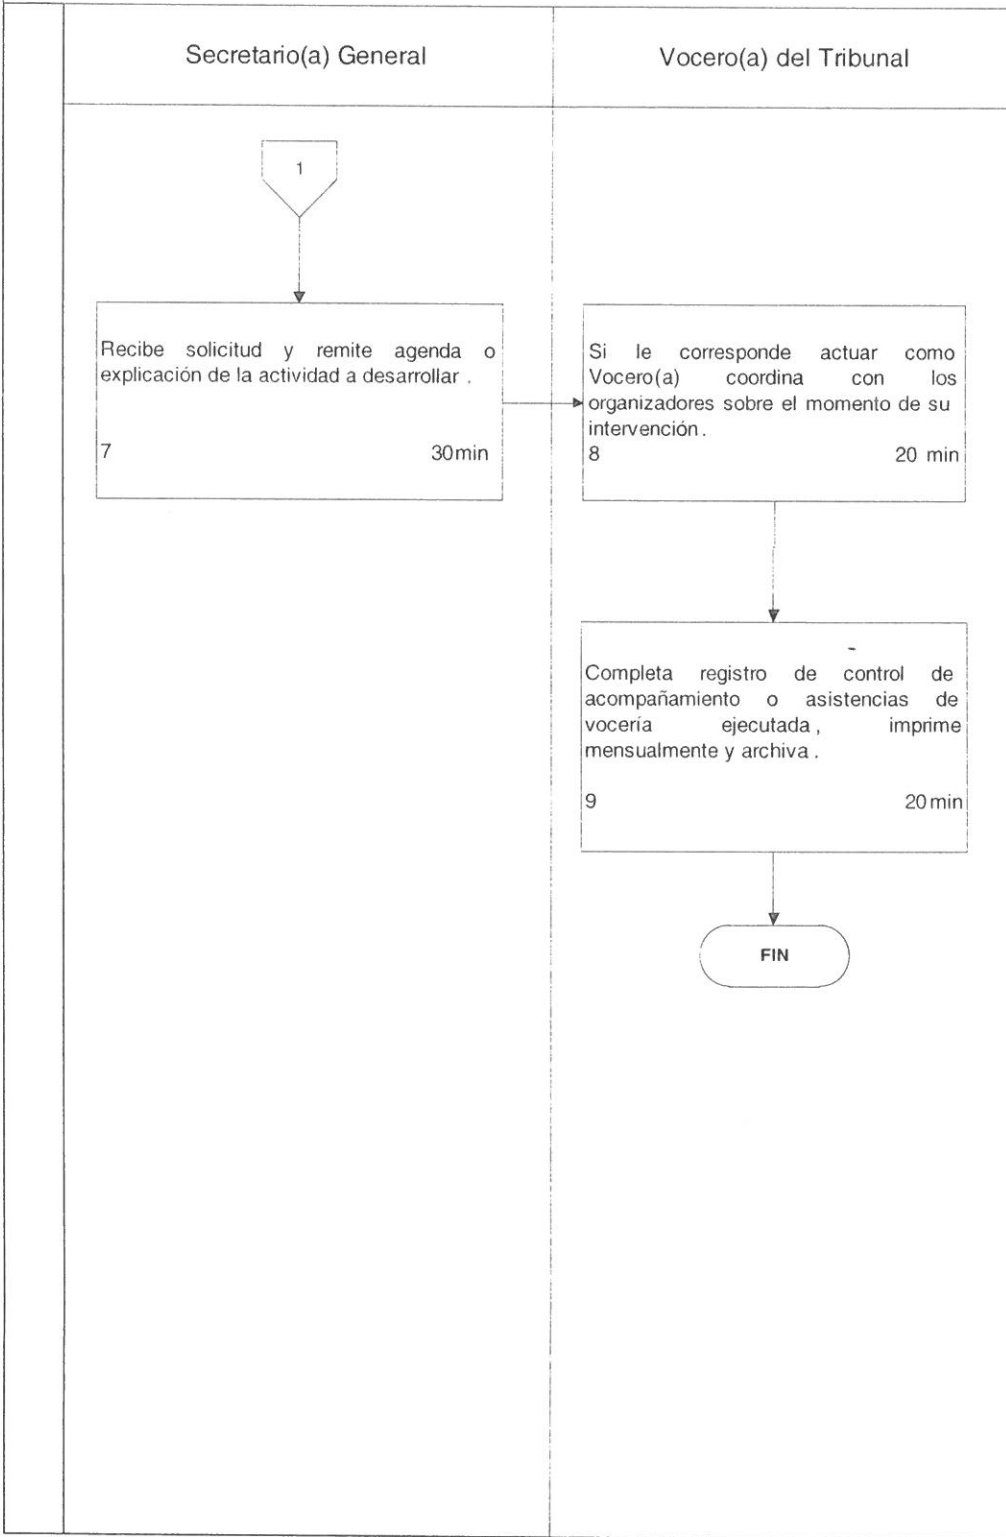 Secretario(a) General
Vocero(a) del Tribunal
1
Recibe solicitud y remite agenda o
explicación de la actividad a desarrollar .
7 30min
Si le corresponde actuar como
Vocero(a) coordina con los
organizadores sobre el momento de su
intervención.
8 20 min
Completa registro de control de
acompañamiento o asistencias de
vocería ejecutada, imprime
mensualmente y archiva .
9 20min
FIN